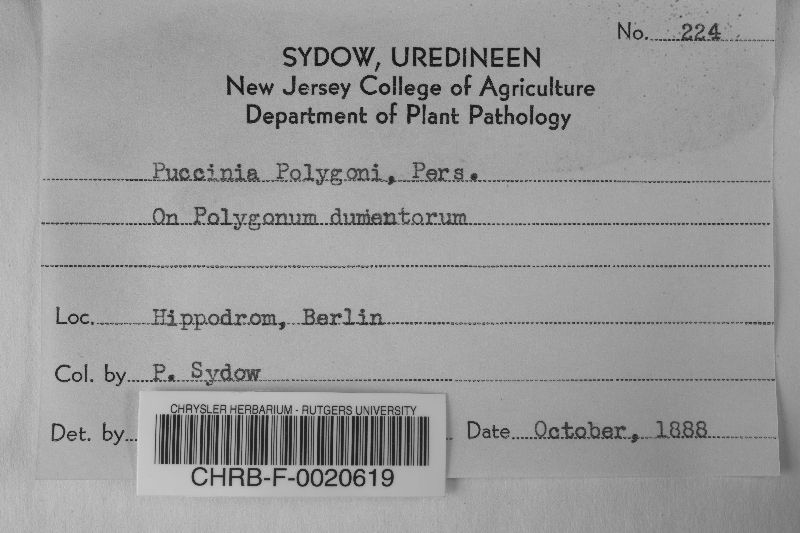 No. 224
SYDOW, UREDINEEN
New Jersey College of Agriculture
Department of Plant Pathology
Puccinia Polygoni, Pers.
On Polygonum dumentorum
Loc. Hippodrom, Berlin
Col. by P. Sydow
Det. by
Date October, 1888
CHRYSLER HERBARIUM - RUTGERS UNIVERSITY
CHRB-F-0020619